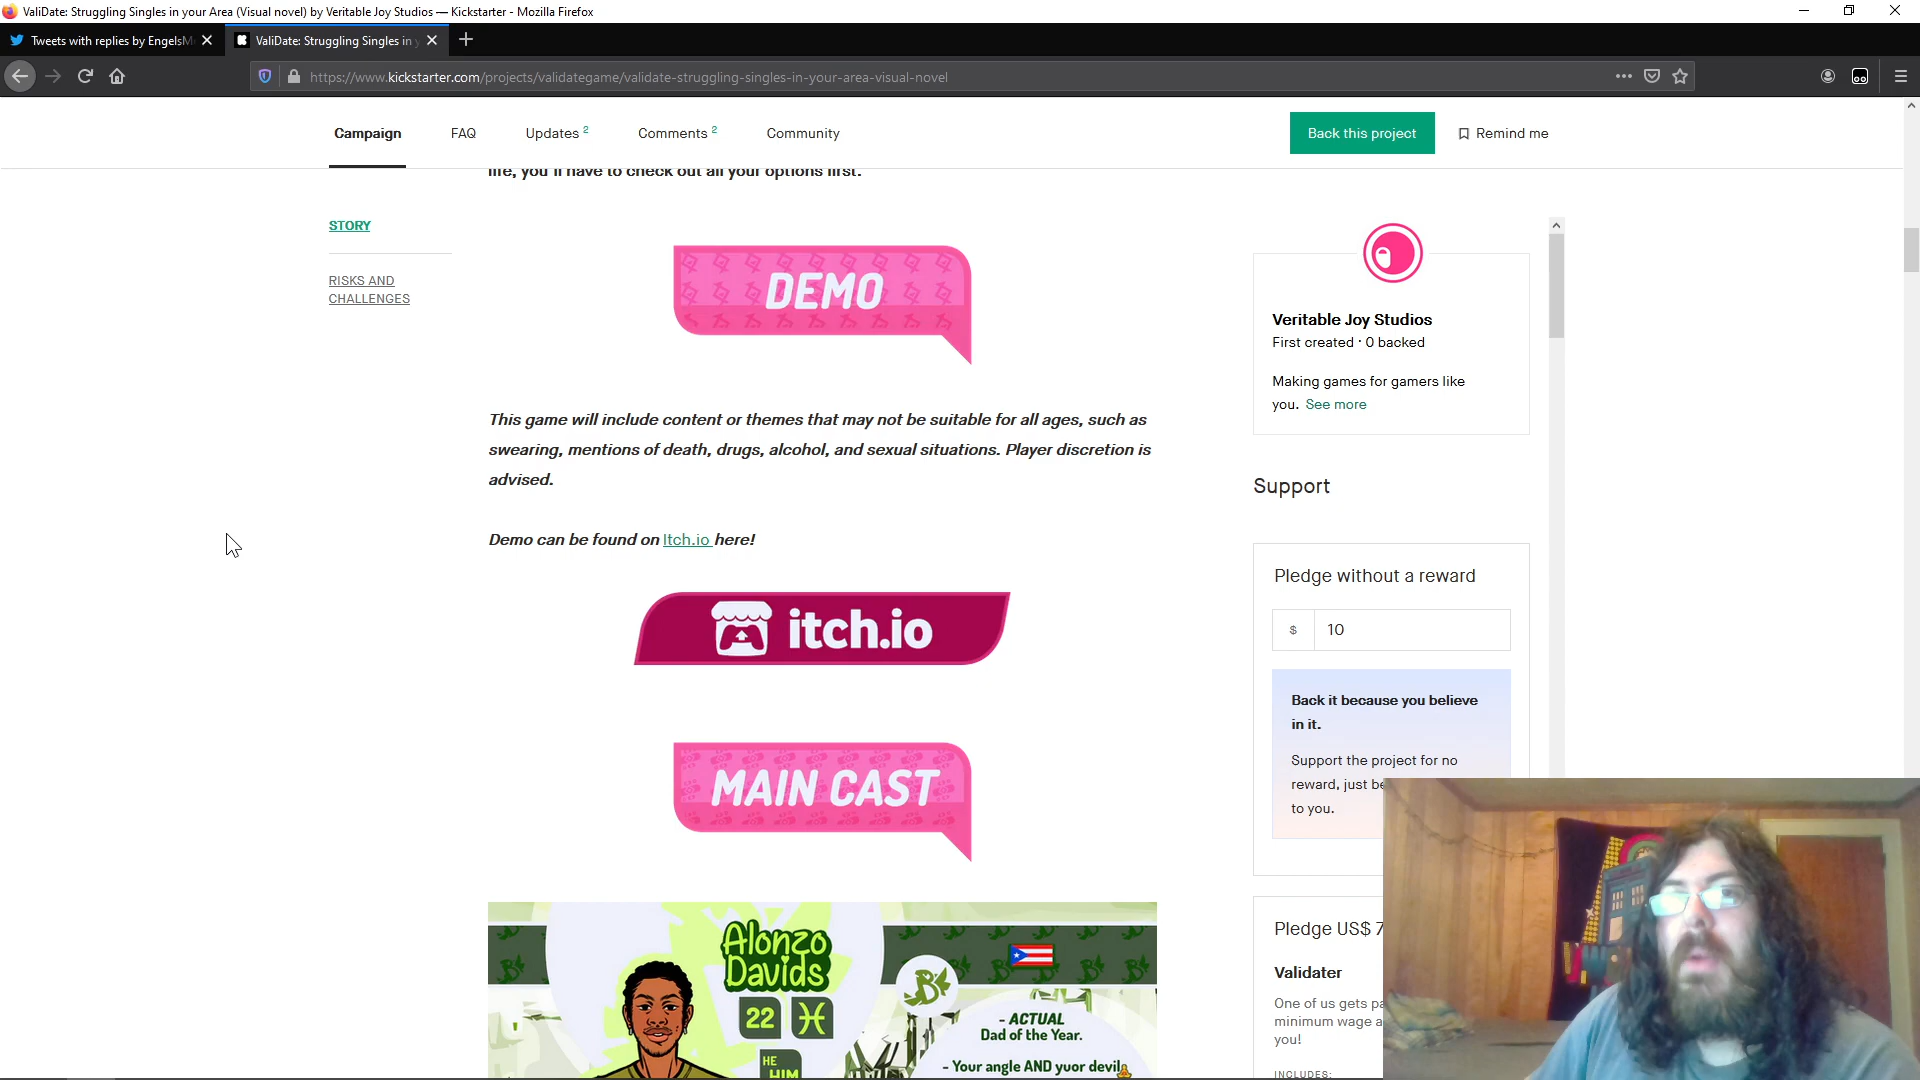 ValiDate: Struggling Singles in your Area (Visual novel) by Veritable Joy Studios — Kickstarter - Mozilla Firefox
Tweets with replies by EngelsM
ValiDate: Struggling Singles in y
https://www.kickstarter.com/projects/validategame/validate-struggling-singles-in-your-area-visual-novel
Campaign
FAQ
Updates 2
Comments 2
Community
Back this project
Remind me
life, you'll have to check out all your options first.
STORY
RISKS AND
CHALLENGES
DEMO
This game will include content or themes that may not be suitable for all ages, such as
swearing, mentions of death, drugs, alcohol, and sexual situations. Player discretion is
advised.
Demo can be found on Itch.io here!
itch.io
MAIN CAST
Alonzo
Davids
22
HE
HIM
- ACTUAL
Dad of the Year.
- Your angle AND yuor devil
Veritable Joy Studios
First created · 0 backed
Making games for gamers like
you. See more
Support
Pledge without a reward
$ 10
Back it because you believe
in it.
Support the project for no
reward, just be
to you.
Pledge US$ 7
Validater
One of us gets pa
minimum wage a
you!
INCLUDES: